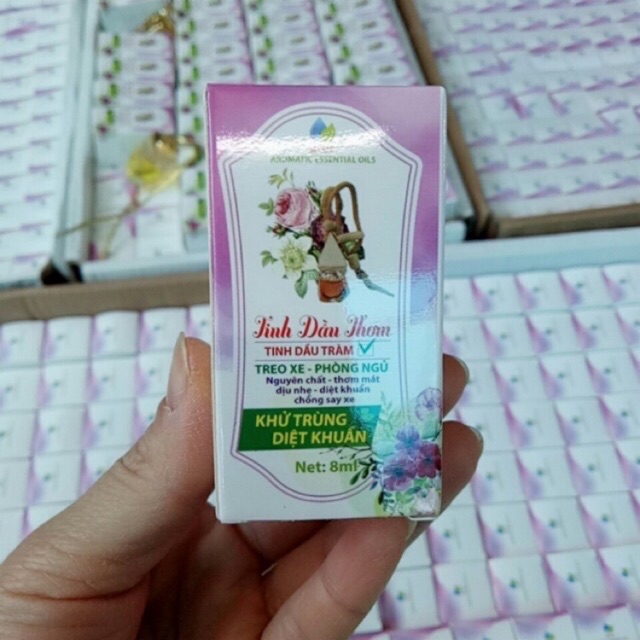 AROMATIC ESSENTIAL OILS
Tinh Dầu Thơm
TINH DẦU TRÀM
TREO XE - PHÒNG NGỦ
Nguyên chất - thơm mát
dịu nhẹ - diệt khuẩn
chống say xe
KHỬ TRÙNG
DIỆT KHUẨN
Net: 8ml